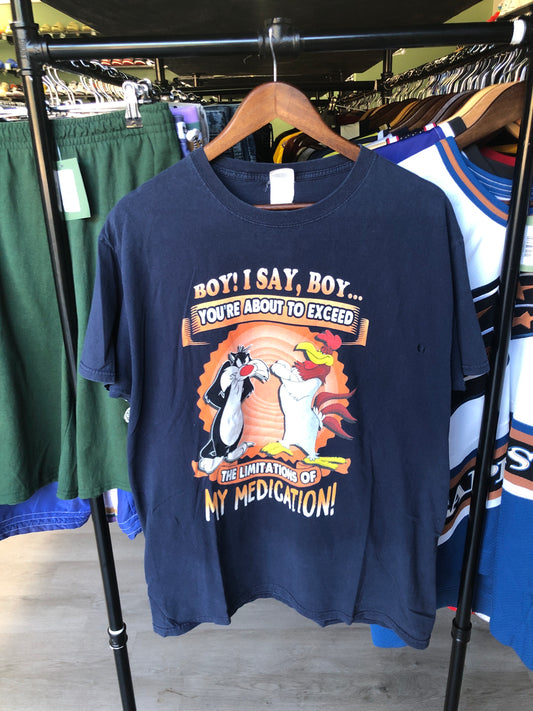 BOY! I SAY, BOY...
YOU'RE ABOUT TO EXCEED
THE LIMITATIONS OF
MY MEDICATION!